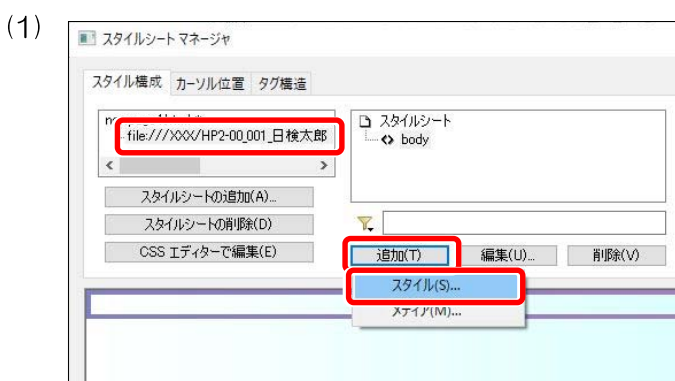 (1)
スタイルシート マネージャ
スタイル構成 カーソル位置 タグ構造
file:///XXX/HP2-00_001_日検太郎
スタイルシート
body
スタイルシートの追加(A)...
スタイルシートの削除(D)
CSS エディターで編集(E)
追加(T) 編集(U)... 削除(V)
スタイル(S)...
メディア(M)...